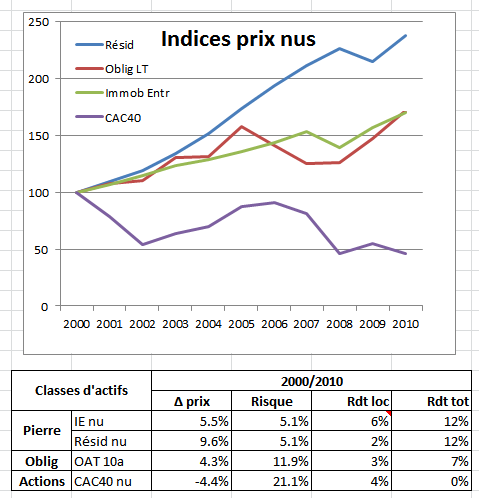 Indices prix nus
250
200
150
100
50
0
Résid
Oblig LT
Immob Entr
CAC40
2000 2001 2002 2003 2004 2005 2006 2007 2008 2009 2010
Classes d'actifs 2000/2010
Δ prix Risque Rdt loc Rdt tot
Pierre IE nu 5.5% 5.1% 6% 12%
Résid nu 9.6% 5.1% 2% 12%
Oblig OAT 10a 4.3% 11.9% 3% 7%
Actions CAC40 nu -4.4% 21.1% 4% 0%